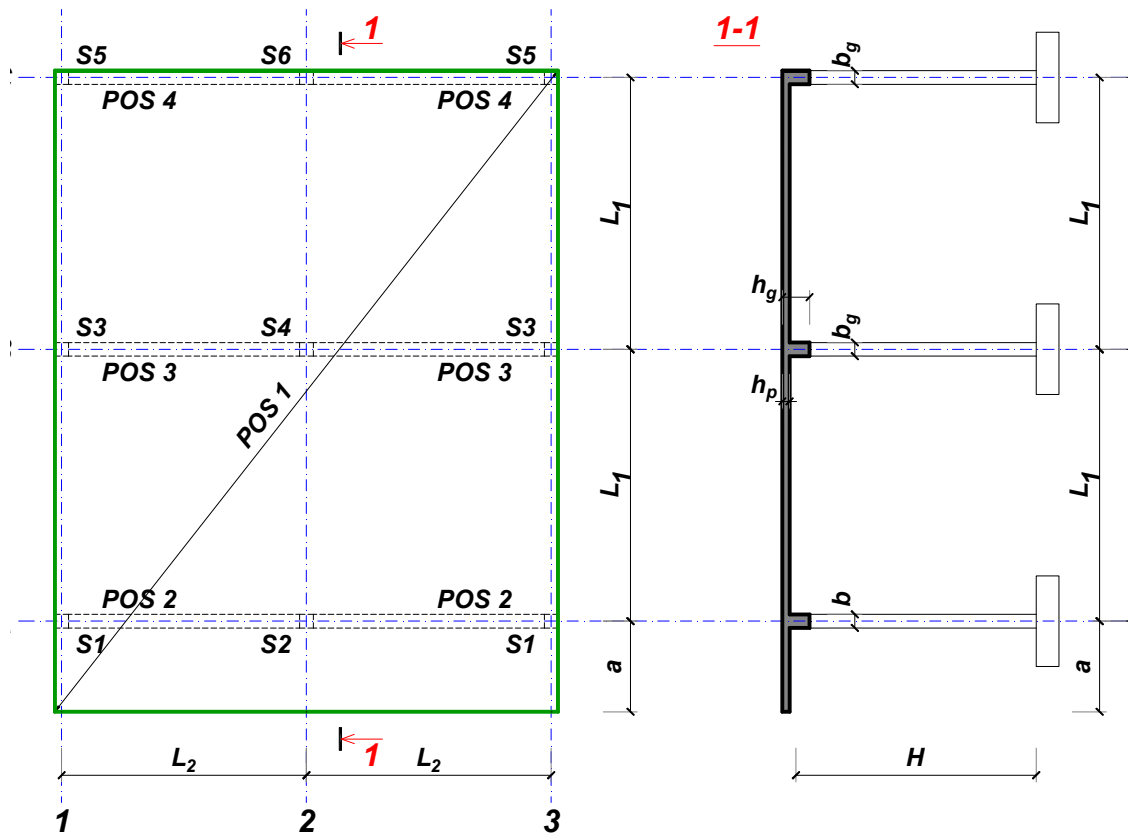 1
1-1
S5 S6 S5
b_g
POS 4 POS 4
L_1
L_1
h_g
b_g
S3 S4 S3
POS 3 POS 3
h_p
POS 1
L_1
L_1
POS 2 POS 2
b
S1 S2 S1
a
a
1
L_2 L_2
H
1 2 3